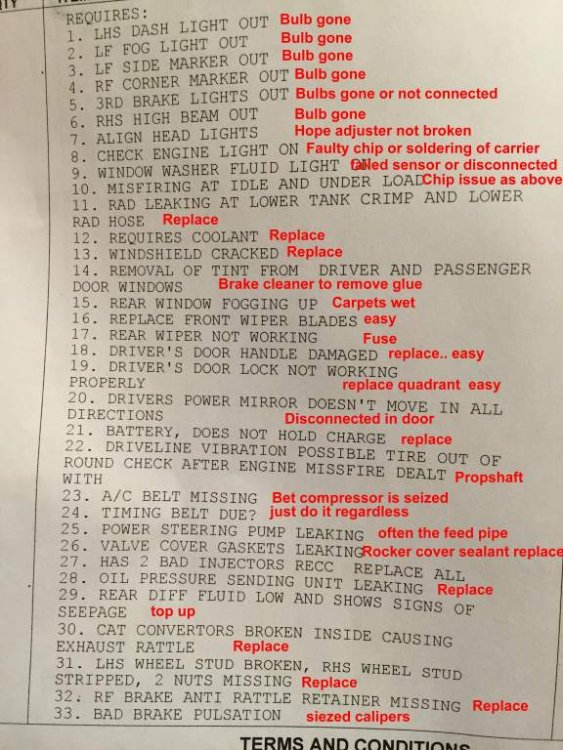 REQUIRES:
1. LHS DASH LIGHT OUT Bulb gone
2. LF FOG LIGHT OUT Bulb gone
3. LF SIDE MARKER OUT Bulb gone
4. RF CORNER MARKER OUT Bulb gone
5. 3RD BRAKE LIGHTS OUT Bulbs gone or not connected
6. RHS HIGH BEAM OUT Bulb gone
7. ALIGN HEAD LIGHTS Hope adjuster not broken
8. CHECK ENGINE LIGHT ON Faulty chip or soldering of carrier
9. WINDOW WASHER FLUID LIGHT ON failed sensor or disconnected
10. MISFIRING AT IDLE AND UNDER LOAD Chip issue as above
11. RAD LEAKING AT LOWER TANK CRIMP AND LOWER
RAD HOSE Replace
12. REQUIRES COOLANT Replace
13. WINDSHIELD CRACKED Replace
14. REMOVAL OF TINT FROM DRIVER AND PASSENGER
DOOR WINDOWS Brake cleaner to remove glue
15. REAR WINDOW FOGGING UP Carpets wet
16. REPLACE FRONT WIPER BLADES easy
17. REAR WIPER NOT WORKING Fuse
18. DRIVER'S DOOR HANDLE DAMAGED replace.. easy
19. DRIVER'S DOOR LOCK NOT WORKING
PROPERLY replace quadrant easy
20. DRIVERS POWER MIRROR DOESN'T MOVE IN ALL
DIRECTIONS Disconnected in door
21. BATTERY, DOES NOT HOLD CHARGE replace
22. DRIVELINE VIBRATION POSSIBLE TIRE OUT OF
ROUND CHECK AFTER ENGINE MISSFIRE DEALT Propshaft
WITH
23. A/C BELT MISSING Bet compressor is seized
24. TIMING BELT DUE? just do it regardless
25. POWER STEERING PUMP LEAKING often the feed pipe
26. VALVE COVER GASKETS LEAKING Rocker cover sealant replace
27. HAS 2 BAD INJECTORS RECC REPLACE ALL
28. OIL PRESSURE SENDING UNIT LEAKING Replace
29. REAR DIFF FLUID LOW AND SHOWS SIGNS OF
SEEPAGE top up
30. CAT CONVERTORS BROKEN INSIDE CAUSING
EXHAUST RATTLE Replace
31. LHS WHEEL STUD BROKEN, RHS WHEEL STUD
STRIPPED, 2 NUTS MISSING Replace
32. RF BRAKE ANTI RATTLE RETAINER MISSING Replace
33. BAD BRAKE PULSATION siezed calipers
TERMS AND CONDITIONS